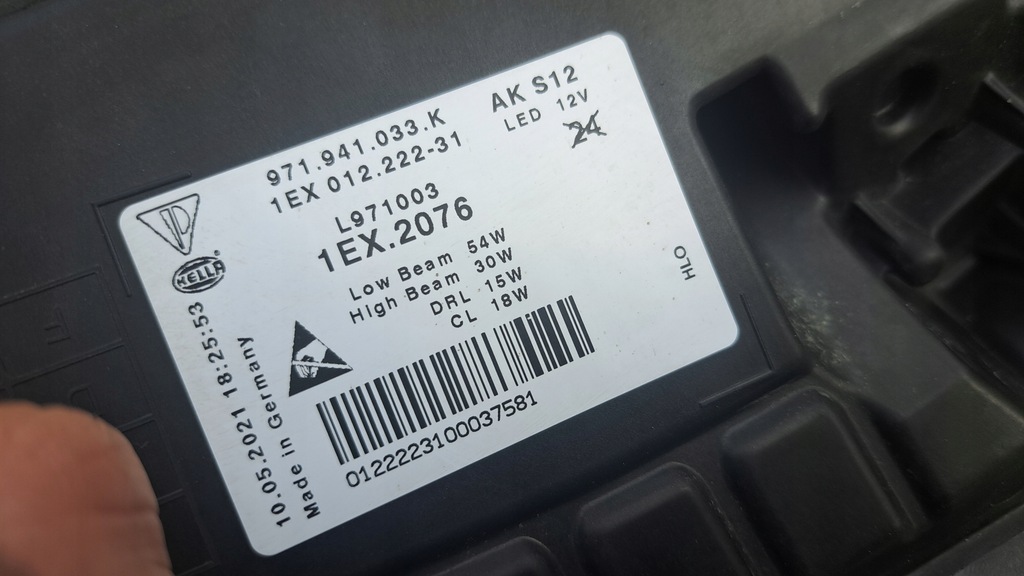 971.941.033.K
1EX 012.222-31
AK S12
LED 12V
24
L971003
1EX.2076
Low Beam 54W
High Beam 30W
DRL 15W
CL 18W
HELLA
10.05.2021 18:25:53
Made in Germany
HLO
0122223100037581